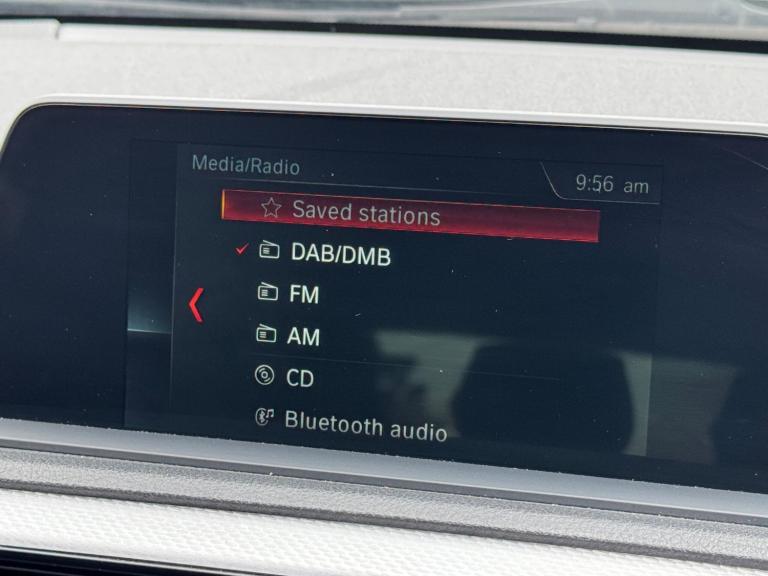 Media/Radio
9:56 am
Saved stations
DAB/DMB
FM
AM
CD
Bluetooth audio